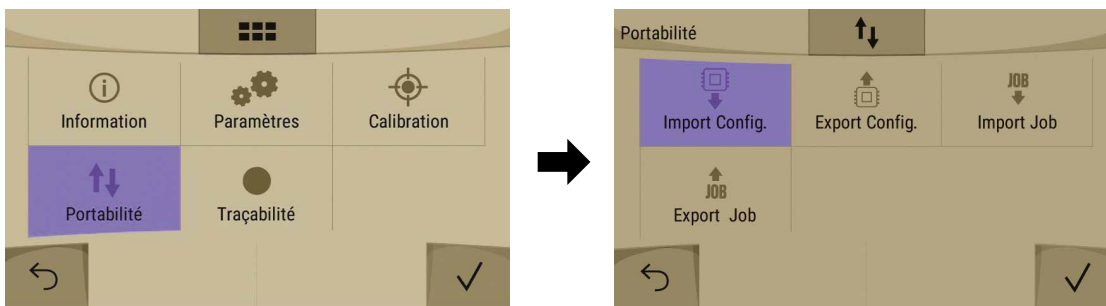 Information
Paramètres
Calibration
Portabilité
Traçabilité
Portabilité
JOB
Import Config.
Export Config.
Import Job
JOB
Export Job